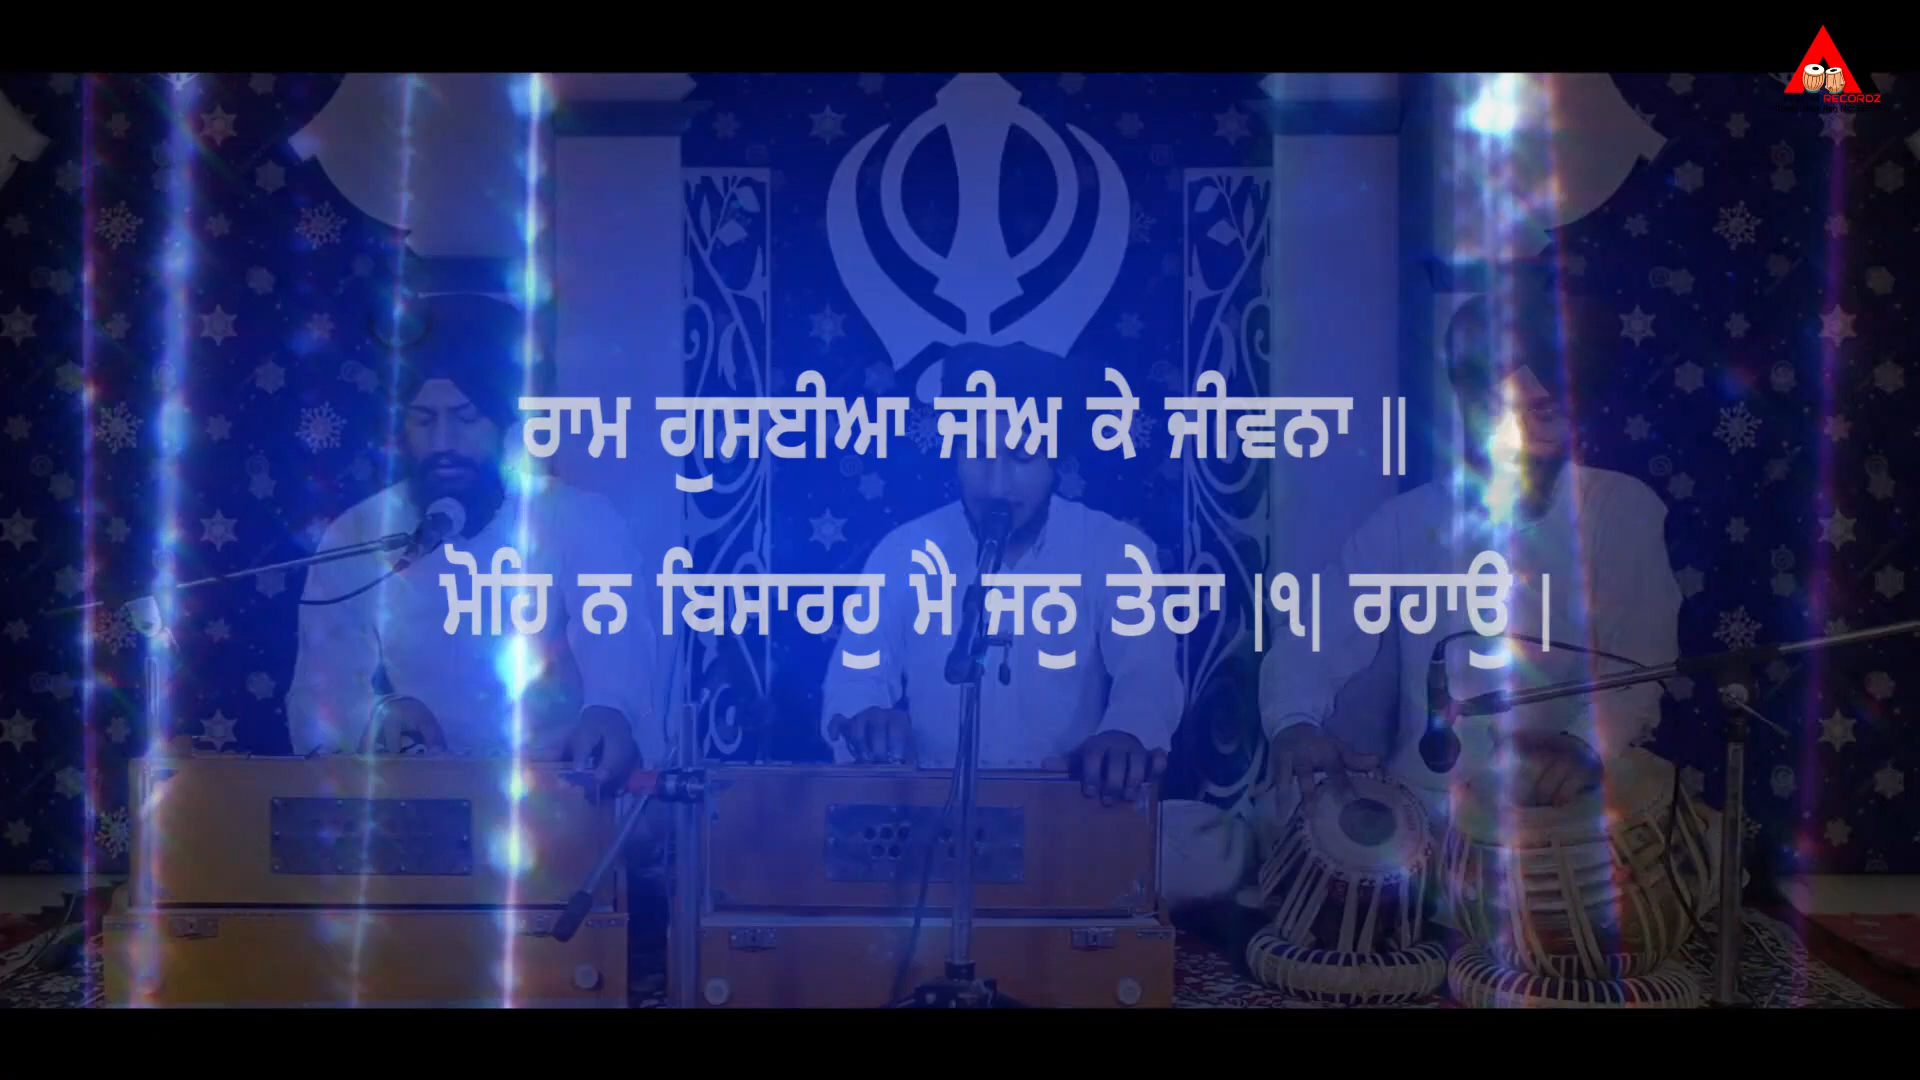 ਰਾਮ ਗੁਸਈਆ ਜੀਅ ਕੇ ਜੀਵਨਾ ॥
ਮੋਹਿ ਨ ਬਿਸਾਰਹੁ ਮੈ ਜਨੁ ਤੇਰਾ |੧| ਰਹਾਉ |
RECORDZ